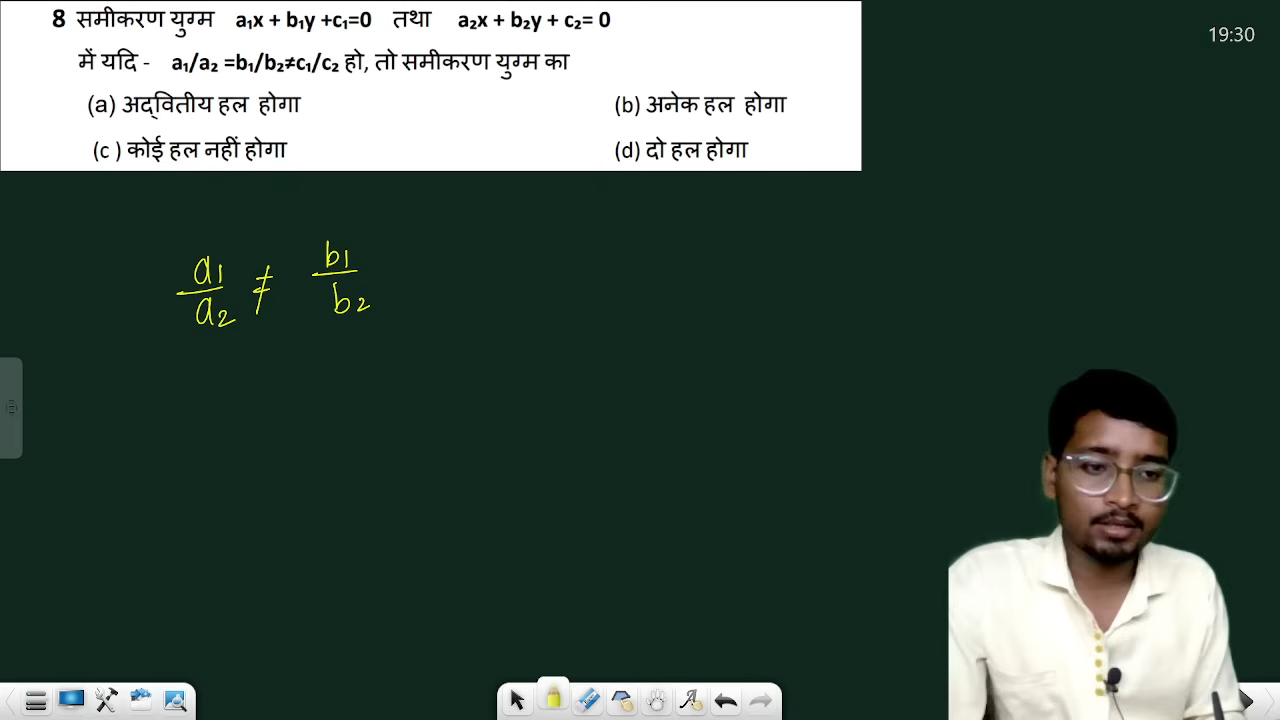 8 समीकरण युग्म a₁x + b₁y +c₁=0 तथा a₂x + b₂y + c₂= 0
में यदि - a₁/a₂ =b₁/b₂≠c₁/c₂ हो, तो समीकरण युग्म का
(a) अद्वितीय हल होगा (b) अनेक हल होगा
(c ) कोई हल नहीं होगा (d) दो हल होगा
19:30
a₁/a₂ ≠ b₁/b₂